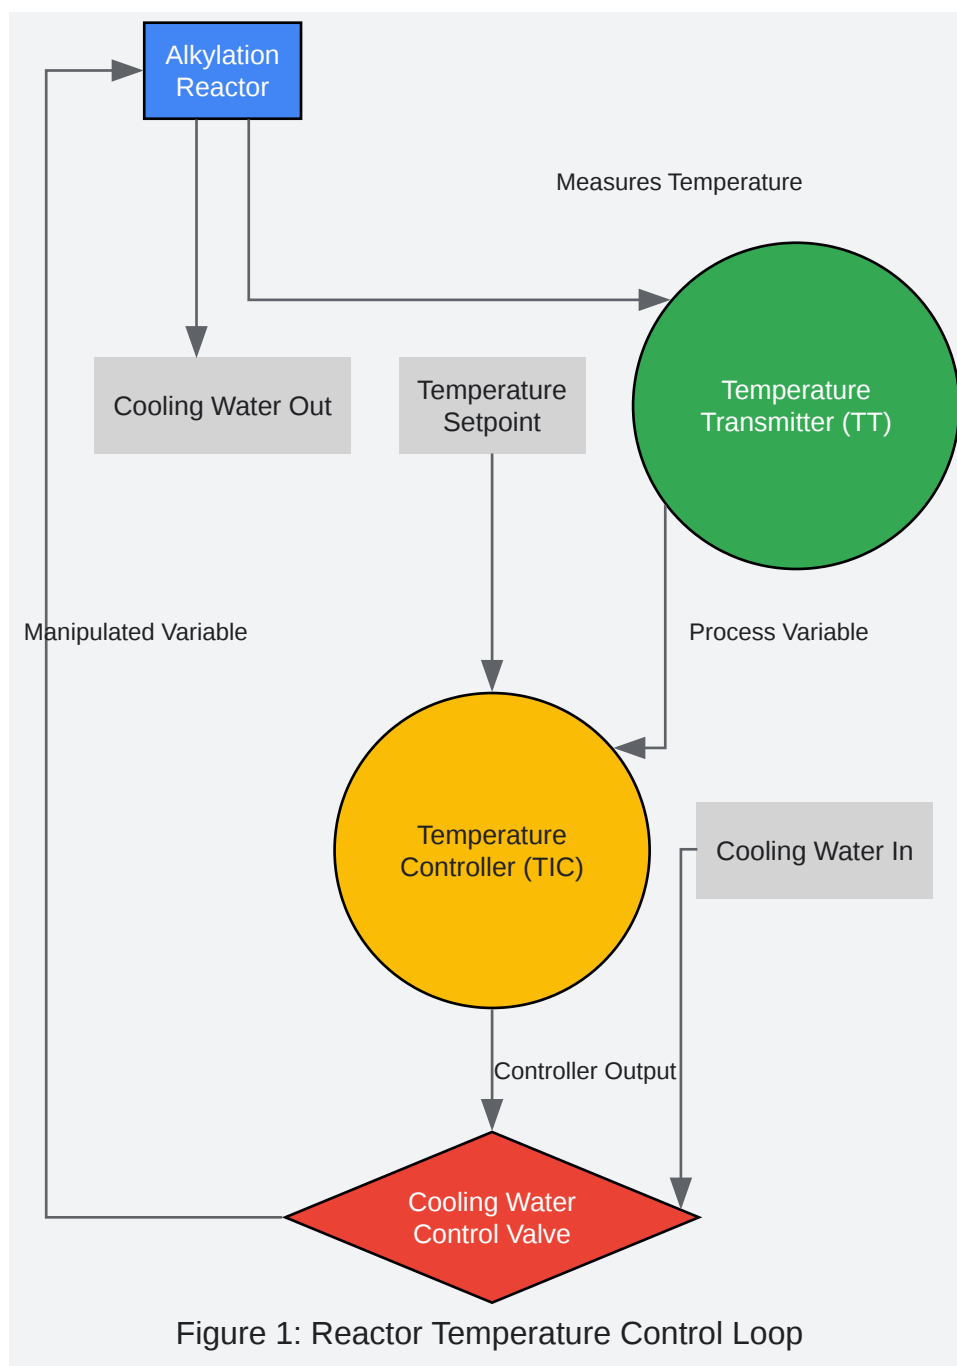 Alkylation
Reactor
Measures Temperature
Cooling Water Out
Temperature
Setpoint
Temperature
Transmitter (TT)
Manipulated Variable
Process Variable
Temperature
Controller (TIC)
Cooling Water In
Controller Output
Cooling Water
Control Valve
Figure 1: Reactor Temperature Control Loop